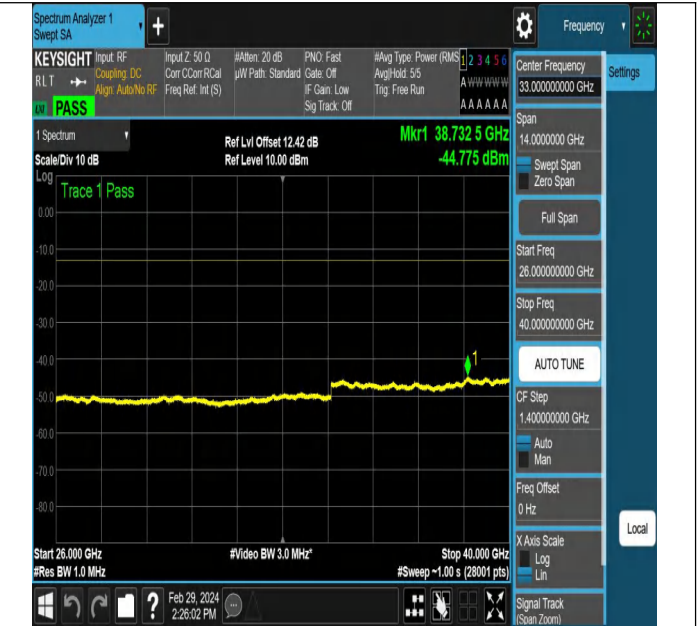 Spectrum Analyzer 1
Swept SA
+
Frequency
KEYSIGHT
RLT
PASS
Input: RF
Coupling: DC
Align: Auto/No RF
Input Z: 50 Ω
Corr CCorr RCal
Freq Ref: Int (S)
#Atten: 20 dB
µW Path: Standard
PNO: Fast
Gate: Off
IF Gain: Low
Sig Track: Off
#Avg Type: Power (RMS
Avg|Hold: 5/5
Trig: Free Run
1 2 3 4 5 6
A W W W W W
A A A A A A
1 Spectrum
Scale/Div 10 dB
Ref Lvl Offset 12.42 dB
Ref Level 10.00 dBm
Mkr1 38.732 5 GHz
-44.775 dBm
Log
Trace 1 Pass
0.00
-10.0
-20.0
-30.0
-40.0
-50.0
-60.0
-70.0
-80.0
1
Start 26.000 GHz
#Res BW 1.0 MHz
#Video BW 3.0 MHz*
Stop 40.000 GHz
#Sweep ~1.00 s (28001 pts)
Feb 29, 2024
2:26:02 PM
?
Center Frequency
33.000000000 GHz
Settings
Span
14.0000000 GHz
Swept Span
Zero Span
Full Span
Start Freq
26.000000000 GHz
Stop Freq
40.000000000 GHz
AUTO TUNE
CF Step
1.400000000 GHz
Auto
Man
Freq Offset
0 Hz
X Axis Scale
Log
Lin
Local
Signal Track
(Span Zoom)